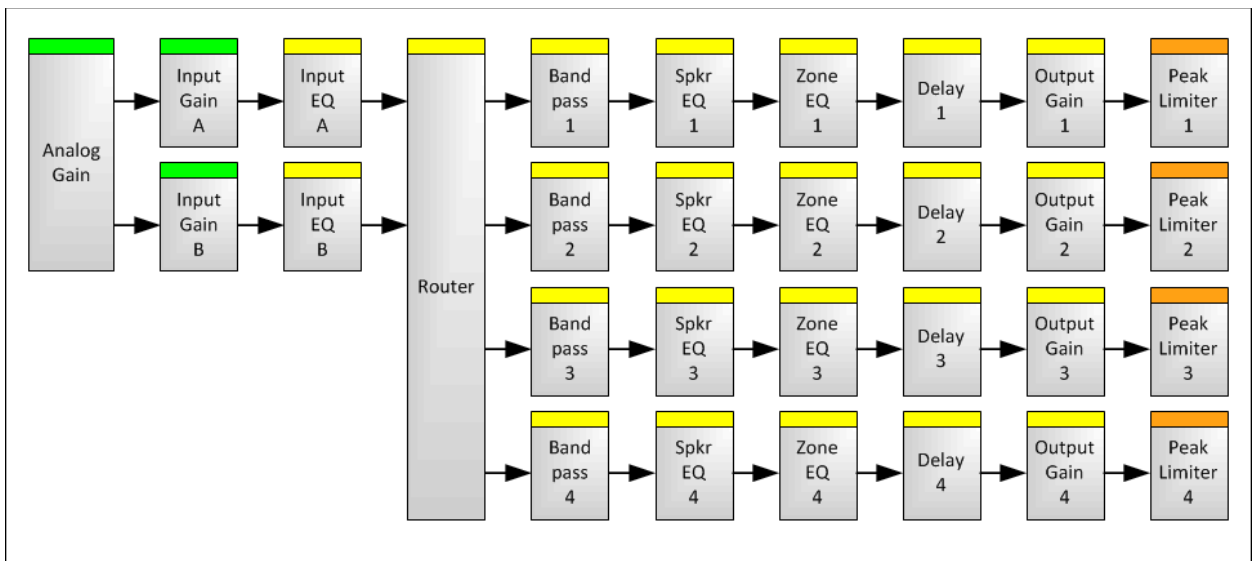 Analog
Gain
Input
Gain
A
Input
EQ
A
Input
Gain
B
Input
EQ
B
Router
Band
pass
1
Spkr
EQ
1
Zone
EQ
1
Delay
1
Output
Gain
1
Peak
Limiter
1
Band
pass
2
Spkr
EQ
2
Zone
EQ
2
Delay
2
Output
Gain
2
Peak
Limiter
2
Band
pass
3
Spkr
EQ
3
Zone
EQ
3
Delay
3
Output
Gain
3
Peak
Limiter
3
Band
pass
4
Spkr
EQ
4
Zone
EQ
4
Delay
4
Output
Gain
4
Peak
Limiter
4